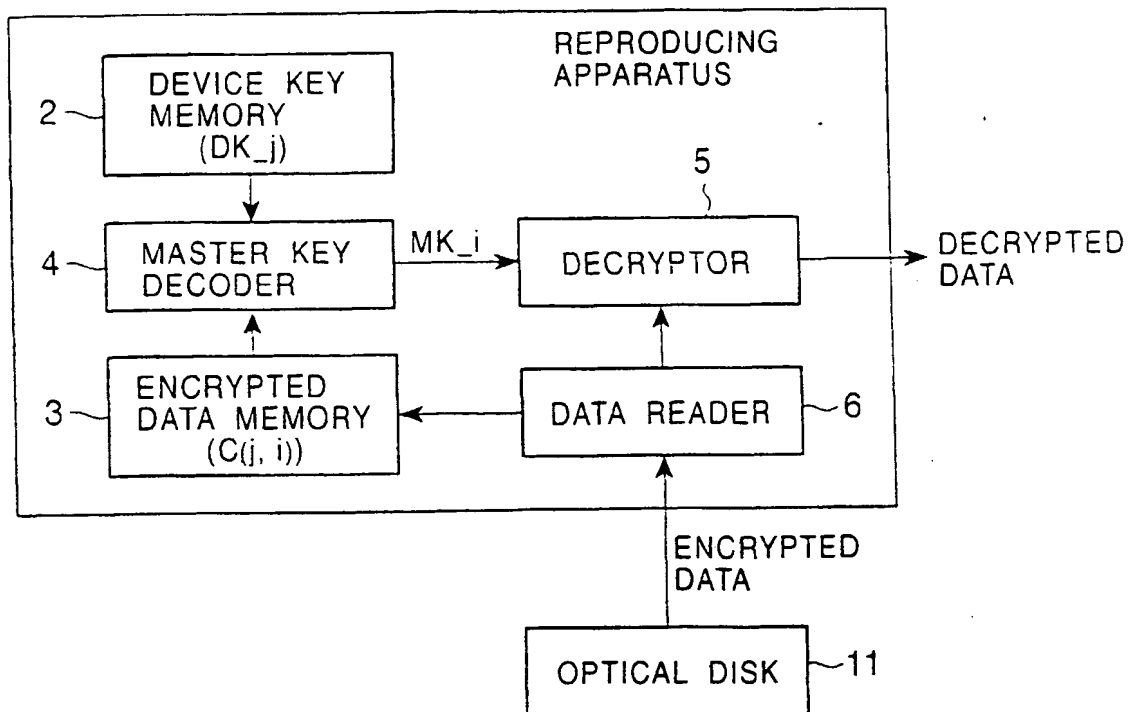 REPRODUCING
APPARATUS
DEVICE KEY
MEMORY
(DK_j)
2
5
MASTER KEY
DECODER
4
MK_i
DECRYPTOR
DECRYPTED
DATA
ENCRYPTED
DATA MEMORY
(C(j, i))
3
DATA READER
6
ENCRYPTED
DATA
OPTICAL DISK
11